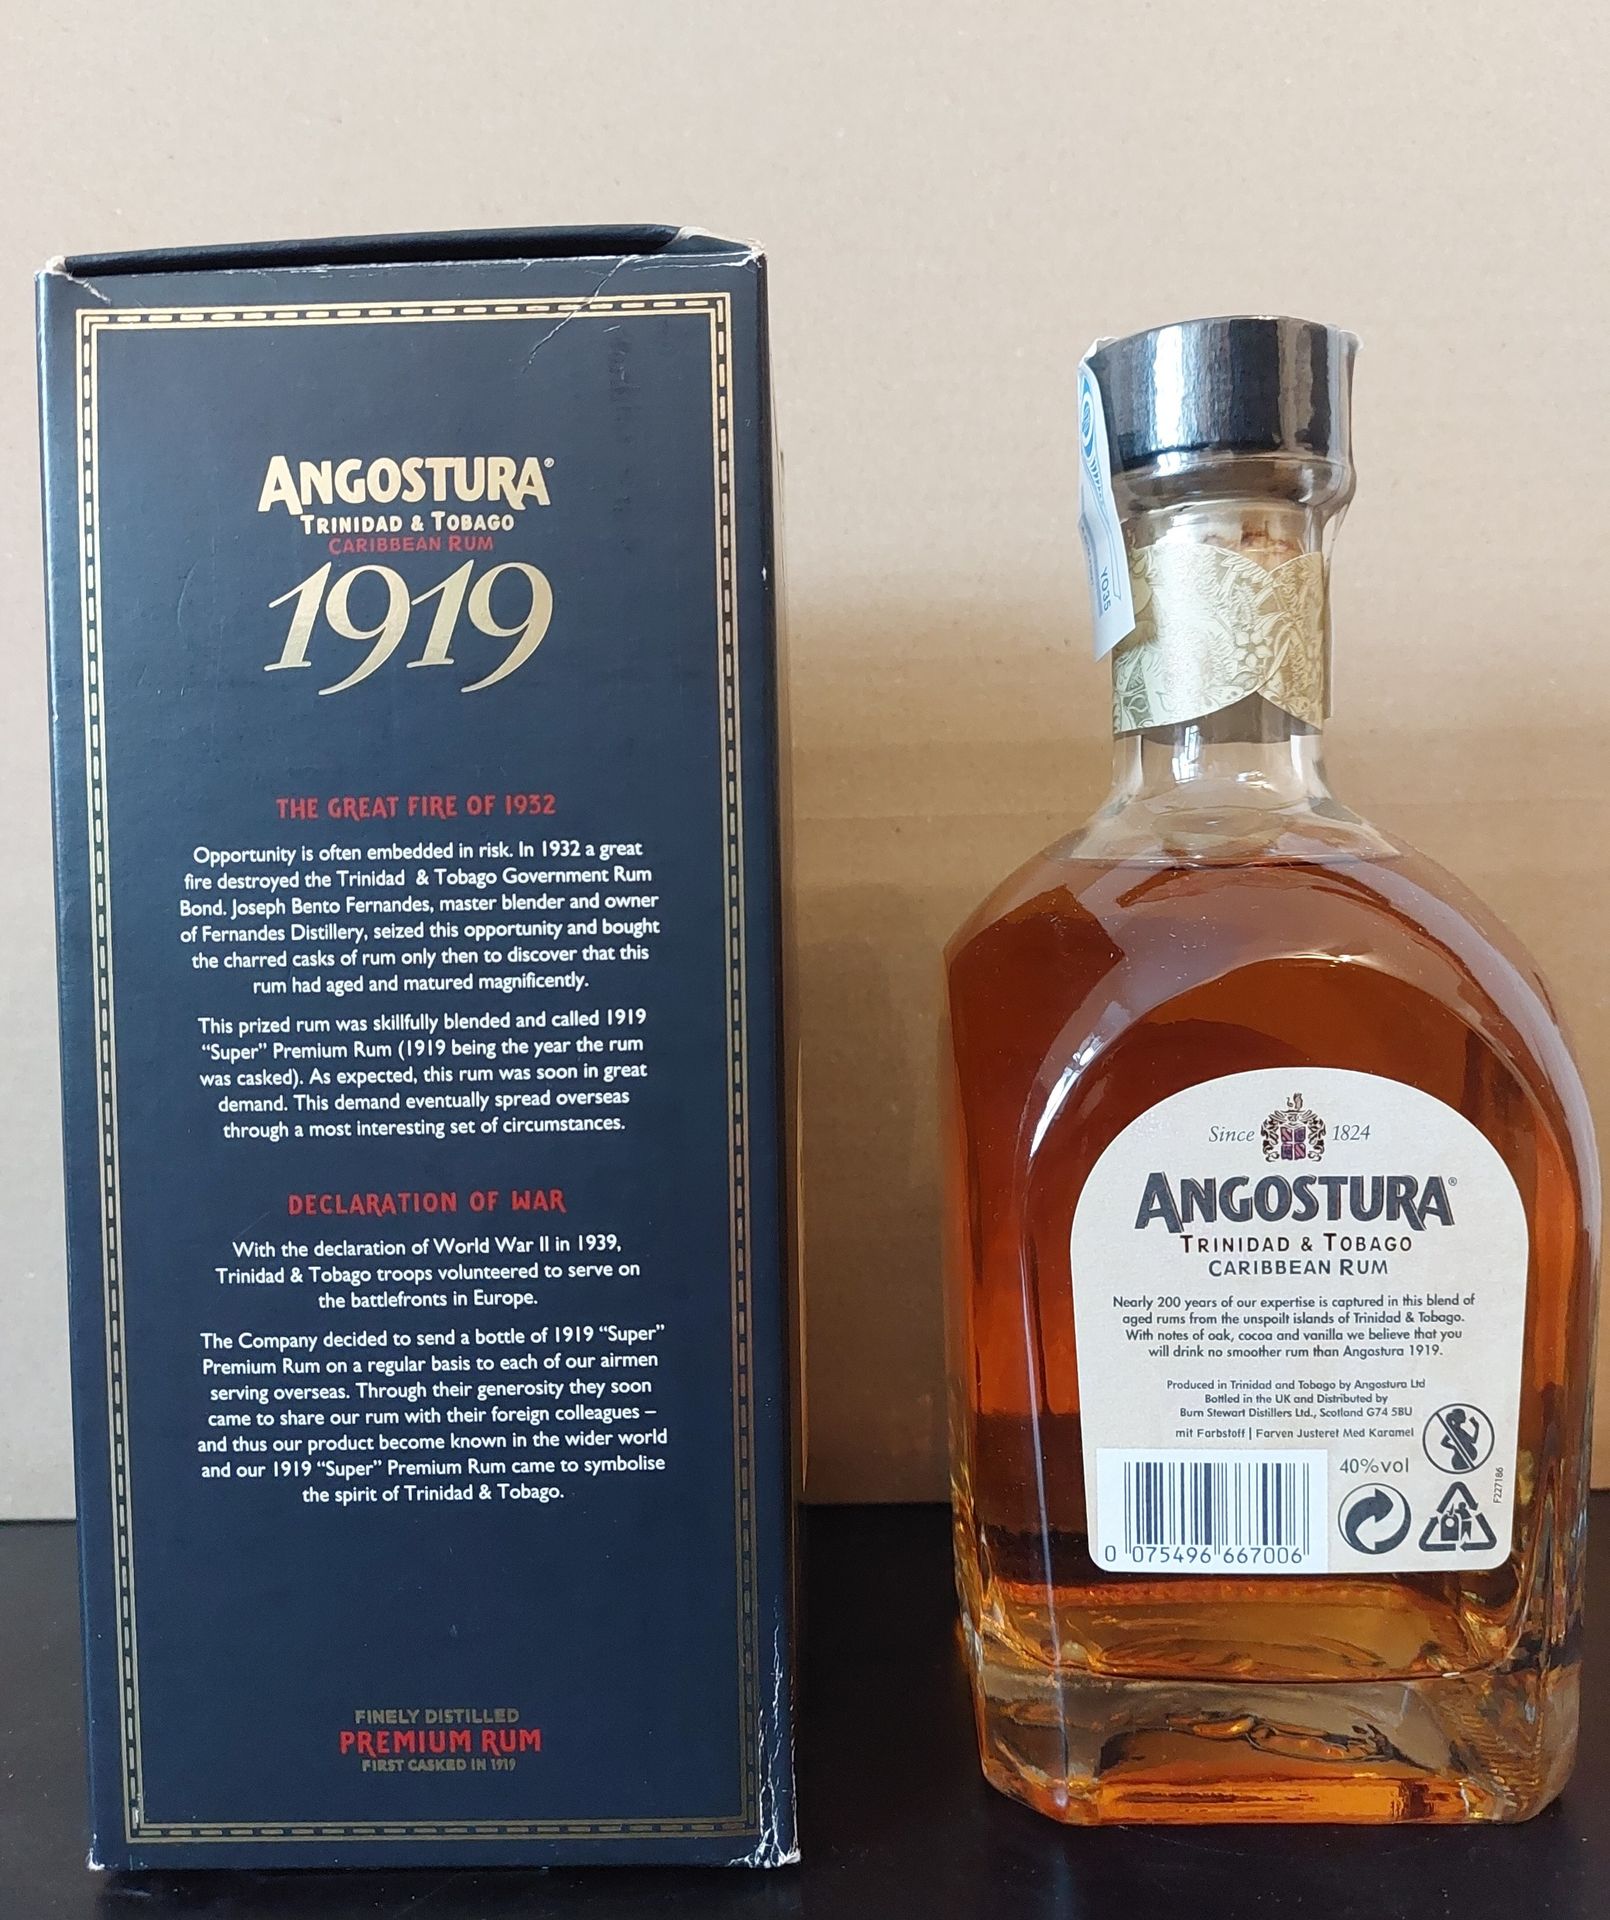 ANGOSTURA®
TRINIDAD & TOBAGO
CARIBBEAN RUM
1919
THE GREAT FIRE OF 1932
Opportunity is often embedded in risk. In 1932 a great
fire destroyed the Trinidad & Tobago Government Rum
Bond. Joseph Bento Fernandes, master blender and owner
of Fernandes Distillery, seized this opportunity and bought
the charred casks of rum only then to discover that this
rum had aged and matured magnificently.
This prized rum was skillfully blended and called 1919
“Super” Premium Rum (1919 being the year the rum
was casked). As expected, this rum was soon in great
demand. This demand eventually spread overseas
through a most interesting set of circumstances.
DECLARATION OF WAR
With the declaration of World War II in 1939,
Trinidad & Tobago troops volunteered to serve on
the battlefronts in Europe.
The Company decided to send a bottle of 1919 “Super”
Premium Rum on a regular basis to each of our airmen
serving overseas. Through their generosity they soon
came to share our rum with their foreign colleagues –
and thus our product become known in the wider world
and our 1919 “Super” Premium Rum came to symbolise
the spirit of Trinidad & Tobago.
FINELY DISTILLED
PREMIUM RUM
FIRST CASKED IN 1919
YO35
Since 1824
ANGOSTURA®
TRINIDAD & TOBAGO
CARIBBEAN RUM
Nearly 200 years of our expertise is captured in this blend of
aged rums from the unspoilt islands of Trinidad & Tobago.
With notes of oak, cocoa and vanilla we believe that you
will drink no smoother rum than Angostura 1919.
Produced in Trinidad and Tobago by Angostura Ltd
Bottled in the UK and Distributed by
Burn Stewart Distillers Ltd., Scotland G74 5BU
mit Farbstoff | Farven Justeret Med Karamel
40%vol
F227186
0 075496 667006